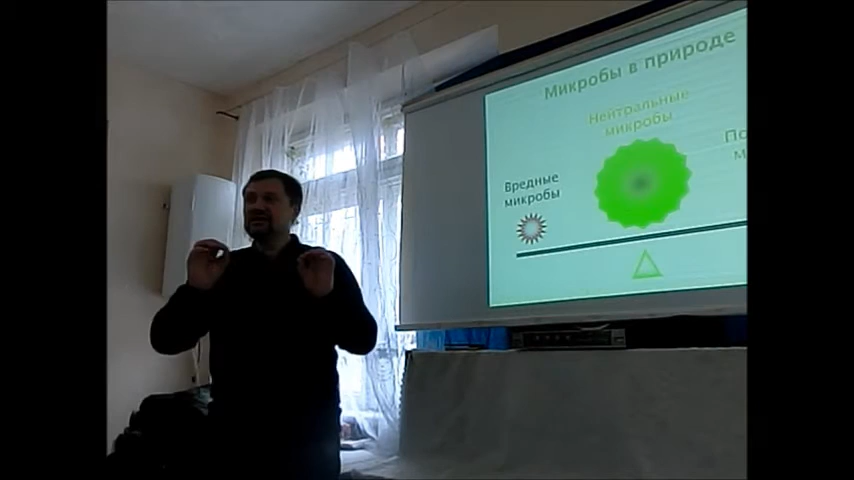 Микробы в природе
Нейтральные
микробы
Вредные
микробы